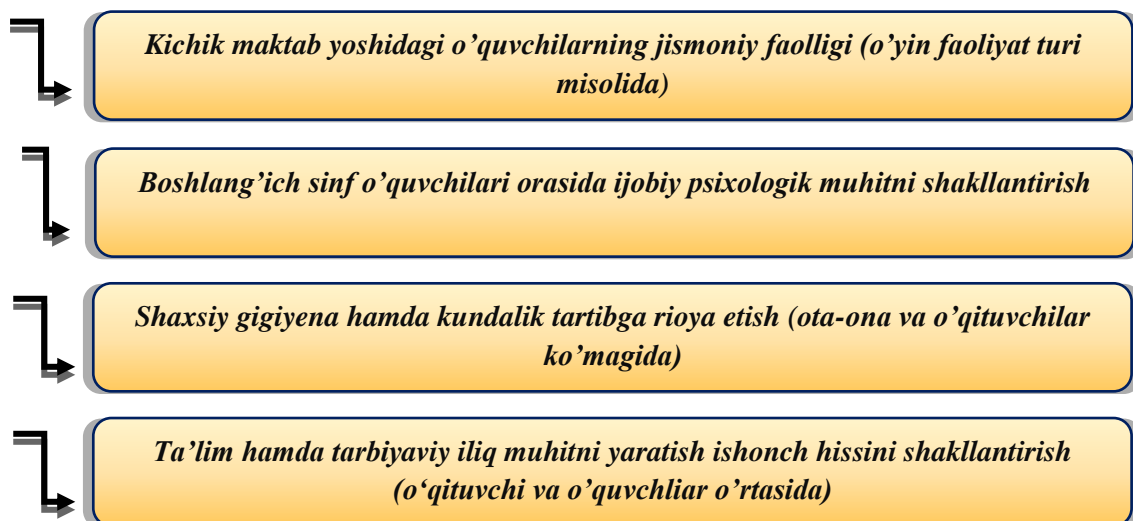 Kichik maktab yoshidagi o’quvchilarning jismoniy faolligi (o’yin faoliyat turi
misolida)
Boshlang’ich sinf o’quvchilari orasida ijobiy psixologik muhitni shakllantirish
Shaxsiy gigiyena hamda kundalik tartibga rioya etish (ota-ona va o’qituvchilar
ko’magida)
Ta’lim hamda tarbiyaviy iliq muhitni yaratish ishonch hissini shakllantirish
(o‘qituvchi va o’quvchliar o’rtasida)